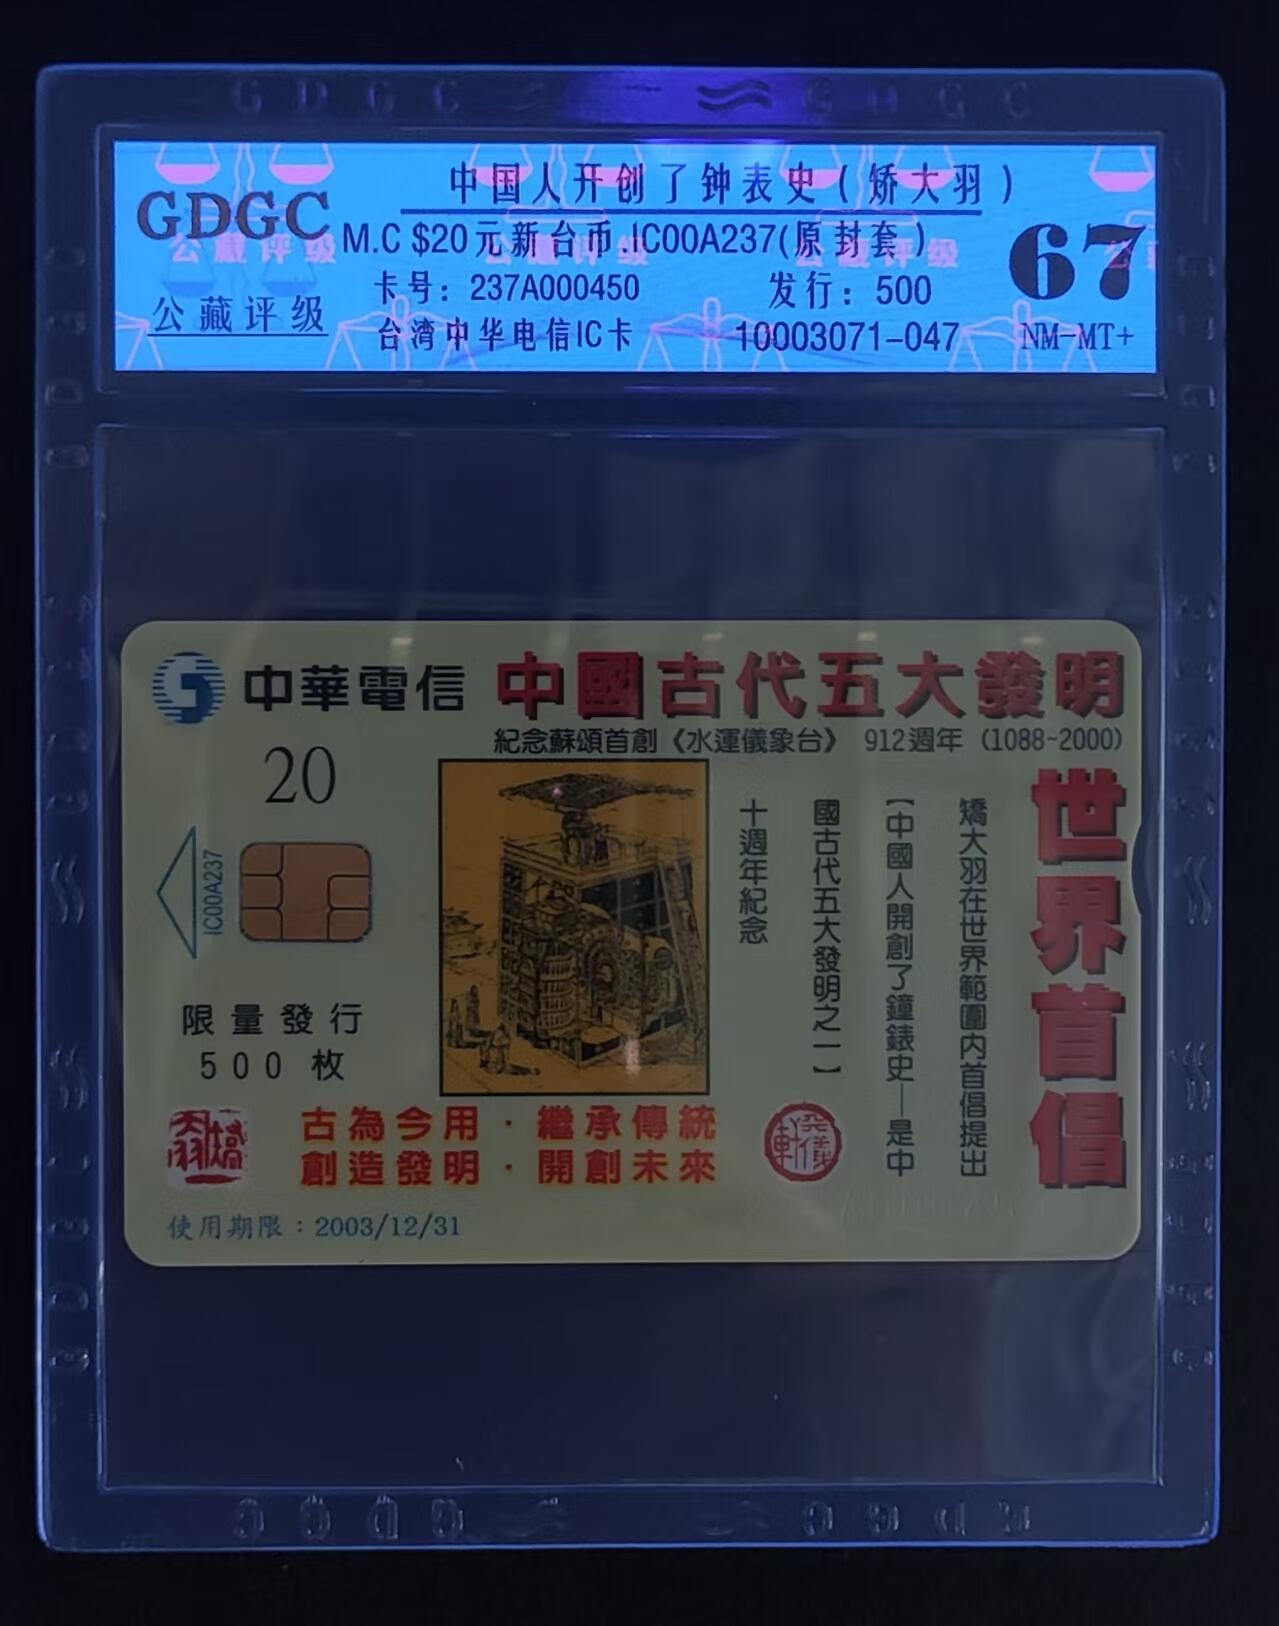 GDGC
GDGC
中国人开创了钟表史（矫大羽）
GDGC
M.C $20元新台币.IC00A237(原封套)
67
公藏评级
卡号：237A000450
发行：500
公藏评级
台湾中华电信IC卡
10003071-047
NM-MT+
中華電信
中國古代五大發明
紀念蘇頌首創《水運儀象台》 912週年 (1088~2000)
20
IC00A237
世界首倡
矯大羽在世界範圍內首倡提出
【中國人開創了鐘錶史—是中
國古代五大發明之一】
十週年紀念
限量發行
500 枚
古為今用·繼承傳統
創造發明·開創未來
使用期限：2003/12/31